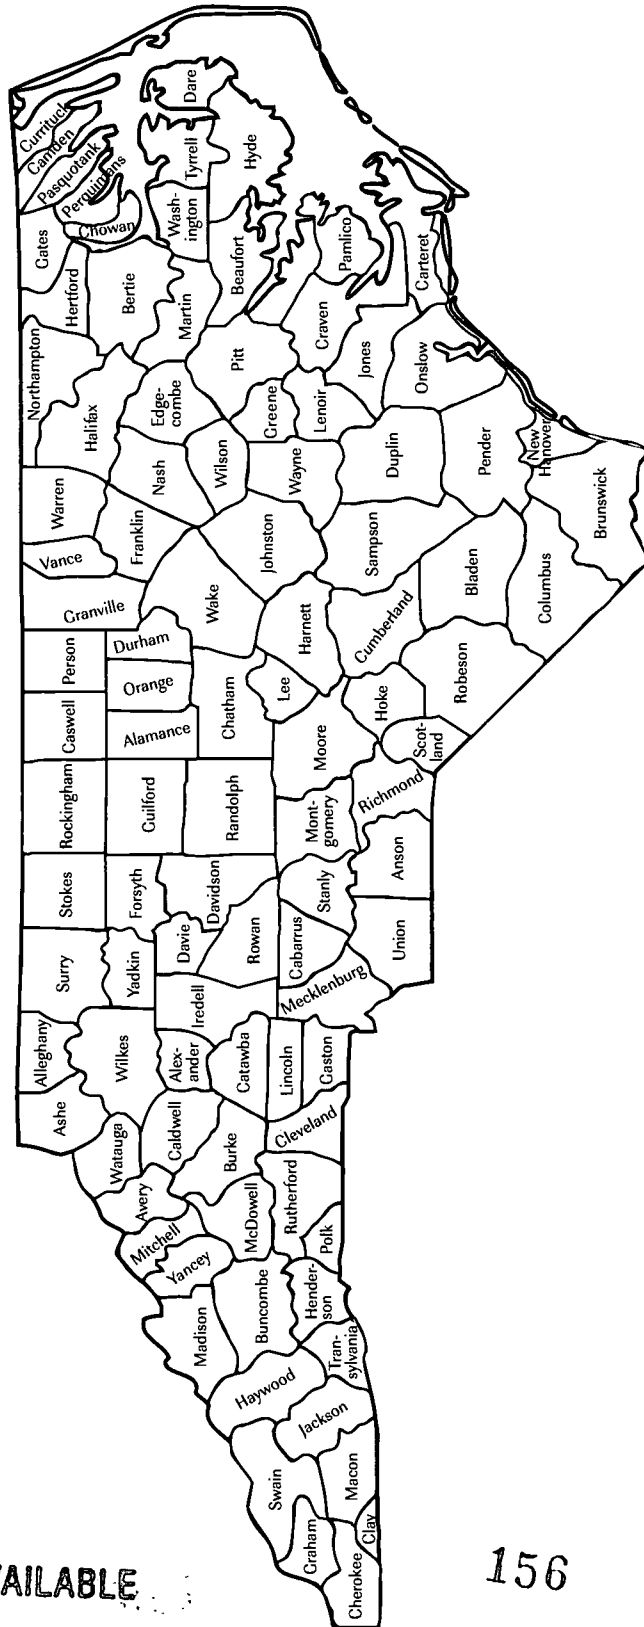 Currituck
Camden
Pasquotank
Perquimans
Chowan
Gates
Hertford
Bertie
Wash-
ington
Tyrrell
Dare
Hyde
Beaufort
Martin
Northampton
Halifax
Edge-
combe
Pitt
Pamlico
Craven
Carteret
Jones
Onslow
Lenoir
Greene
Wilson
Nash
Warren
Vance
Franklin
Granville
Wake
Johnston
Wayne
Duplin
Pender
New
Hanover
Brunswick
Columbus
Bladen
Sampson
Cumberland
Harnett
Person
Durham
Orange
Caswell
Alamance
Chatham
Lee
Moore
Hoke
Robeson
Scot-
land
Richmond
Rockingham
Guilford
Randolph
Mont-
gomery
Anson
Stokes
Forsyth
Davidson
Stanly
Union
Surry
Yadkin
Davie
Rowan
Cabarrus
Mecklenburg
Iredell
Alleghany
Wilkes
Alex-
ander
Catawba
Lincoln
Caston
Ashe
Watauga
Caldwell
Burke
Cleveland
Avery
Mitchell
Yancey
McDowell
Rutherford
Polk
Madison
Buncombe
Hender-
son
Haywood
Tran-
sylvania
Jackson
Swain
Macon
Graham
Clay
Cherokee
AILABLE
156